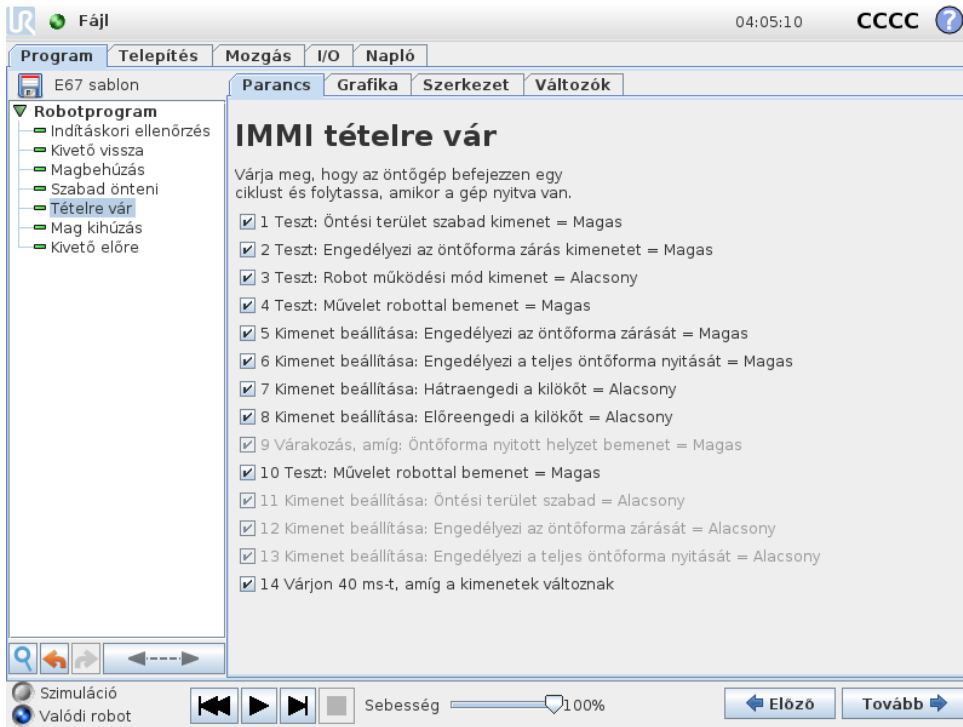 UR Fájl 04:05:10 CCCC ?
Program Telepítés Mozgás I/O Napló
E67 sablon
Parancs Grafika Szerkezet Változók
Robotprogram
Indításkori ellenőrzés
Kivető vissza
Magbehúzás
Szabad önteni
Tételre vár
Mag kihúzás
Kivető előre
IMMI tételre vár
Várja meg, hogy az öntőgép befejezzen egy
ciklust és folytassa, amikor a gép nyitva van.
1 Teszt: Öntési terület szabad kimenet = Magas
2 Teszt: Engedélyezi az öntőforma zárás kimenetet = Magas
3 Teszt: Robot működési mód kimenet = Alacsony
4 Teszt: Művelet robottal bemenet = Magas
5 Kimenet beállítása: Engedélyezi az öntőforma zárását = Magas
6 Kimenet beállítása: Engedélyezi a teljes öntőforma nyitását = Magas
7 Kimenet beállítása: Hátraengedi a kilökőt = Alacsony
8 Kimenet beállítása: Előreengedi a kilökőt = Alacsony
9 Várakozás, amíg: Öntőforma nyitott helyzet bemenet = Magas
10 Teszt: Művelet robottal bemenet = Magas
11 Kimenet beállítása: Öntési terület szabad = Alacsony
12 Kimenet beállítása: Engedélyezi az öntőforma zárását = Alacsony
13 Kimenet beállítása: Engedélyezi a teljes öntőforma nyitását = Alacsony
14 Várjon 40 ms-t, amíg a kimenetek változnak
Szimuláció
Valódi robot
Sebesség 100%
Előző
Tovább